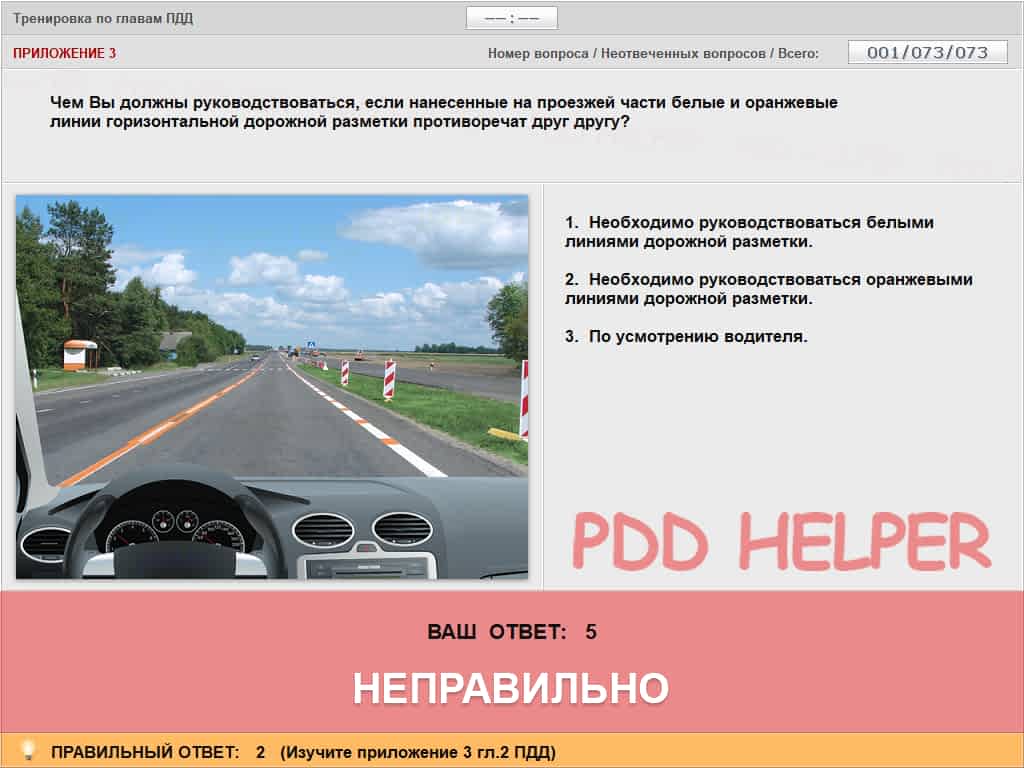 Тренировка по главам ПДД
—— : ——
ПРИЛОЖЕНИЕ 3
Номер вопроса / Неотвеченных вопросов / Всего:
001/073/073
Чем Вы должны руководствоваться, если нанесенные на проезжей части белые и оранжевые
линии горизонтальной дорожной разметки противоречат друг другу?
1. Необходимо руководствоваться белыми
линиями дорожной разметки.
2. Необходимо руководствоваться оранжевыми
линиями дорожной разметки.
3. По усмотрению водителя.
PDD HELPER
ВАШ ОТВЕТ: 5
НЕПРАВИЛЬНО
ПРАВИЛЬНЫЙ ОТВЕТ: 2 (Изучите приложение 3 гл.2 ПДД)